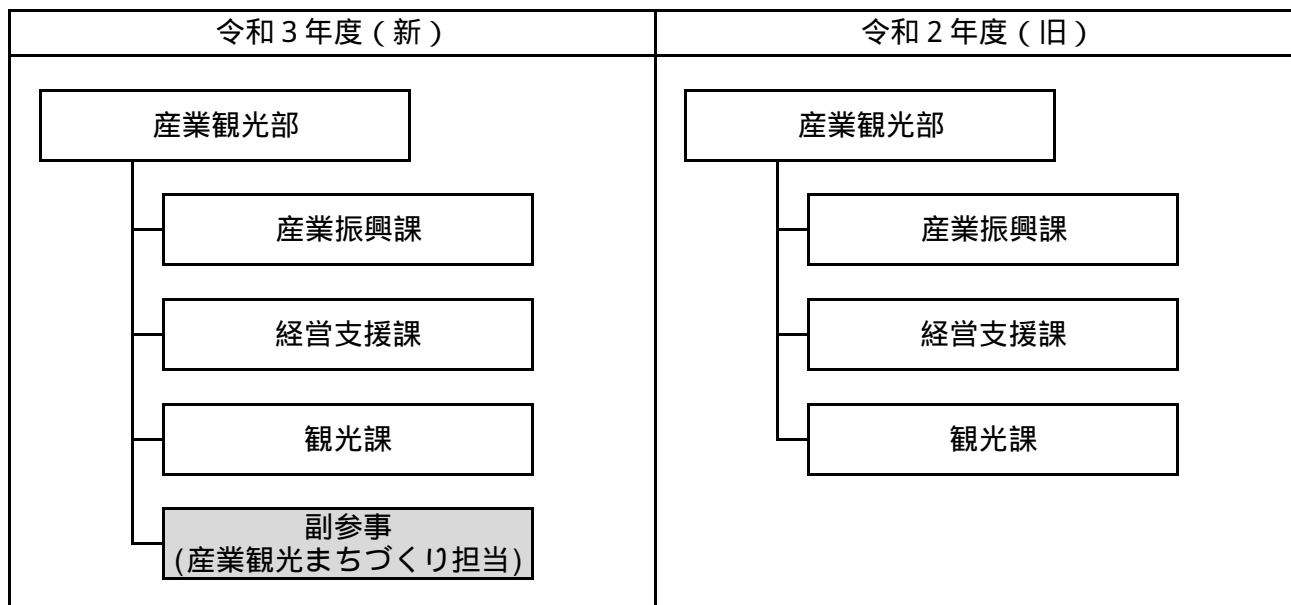 令和３年度（新）
令和２年度（旧）
産業観光部
産業振興課
経営支援課
観光課
副参事
(産業観光まちづくり担当)
産業観光部
産業振興課
経営支援課
観光課